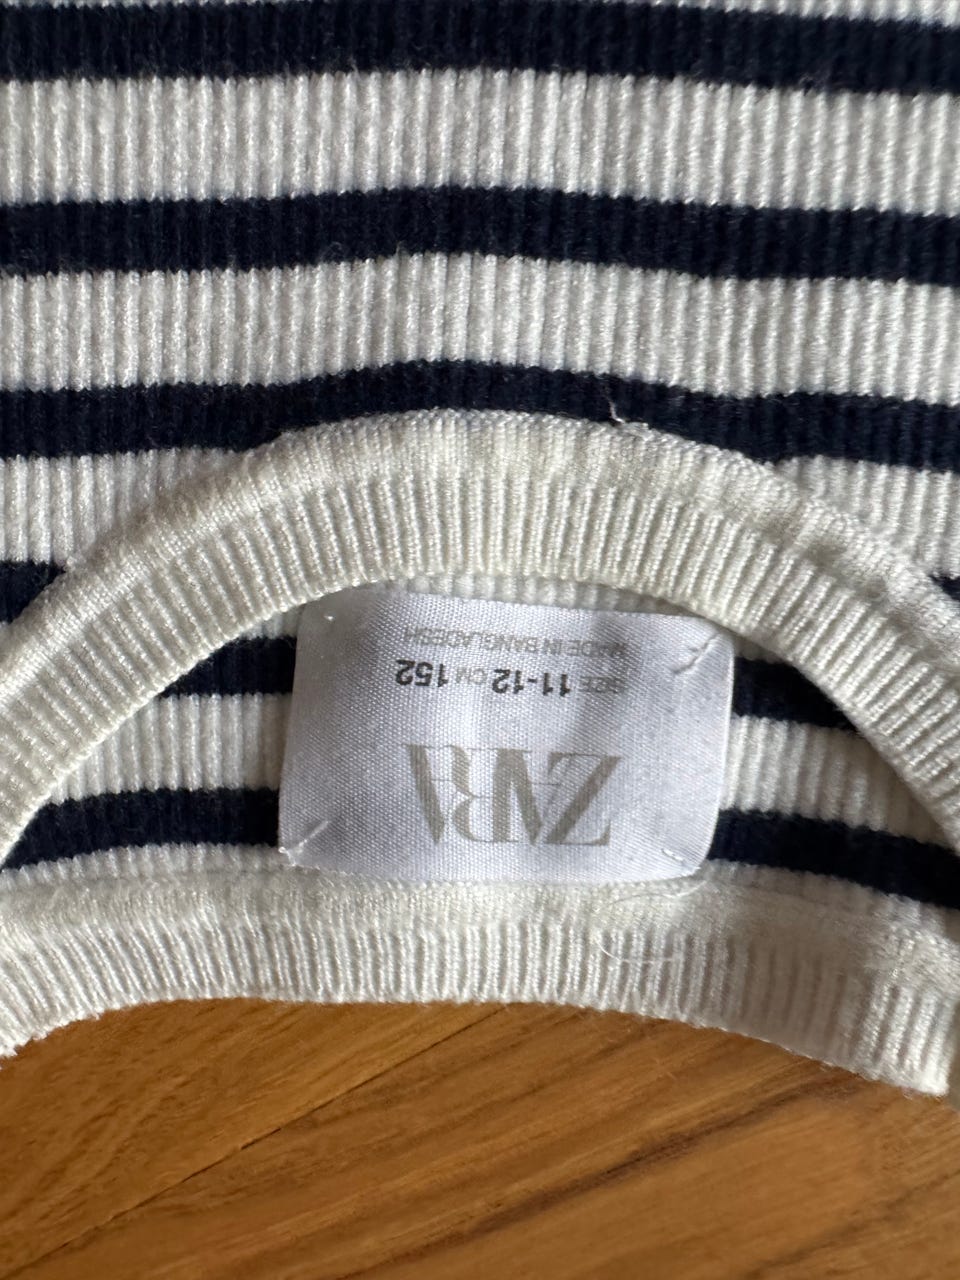 ZARA
SIZE 11-12 CM 152
MADE IN BANGLADESH